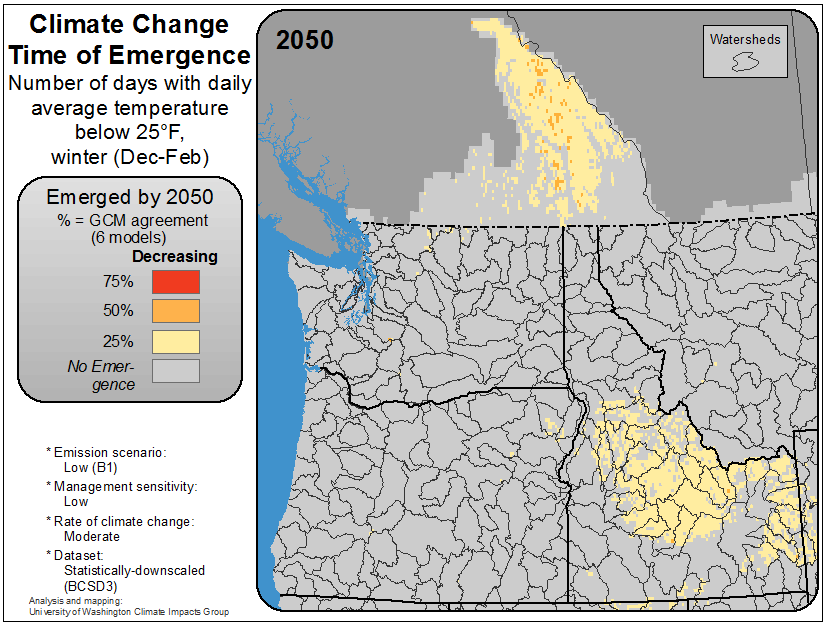 Climate Change
Time of Emergence
Number of days with daily
average temperature
below 25°F,
winter (Dec-Feb)
Emerged by 2050
% = GCM agreement
(6 models)
Decreasing
75%
50%
25%
No Emer-
gence
* Emission scenario:
Low (B1)
* Management sensitivity:
Low
* Rate of climate change:
Moderate
* Dataset:
Statistically-downscaled
(BCSD3)
Analysis and mapping:
University of Washington Climate Impacts Group
2050
Watersheds